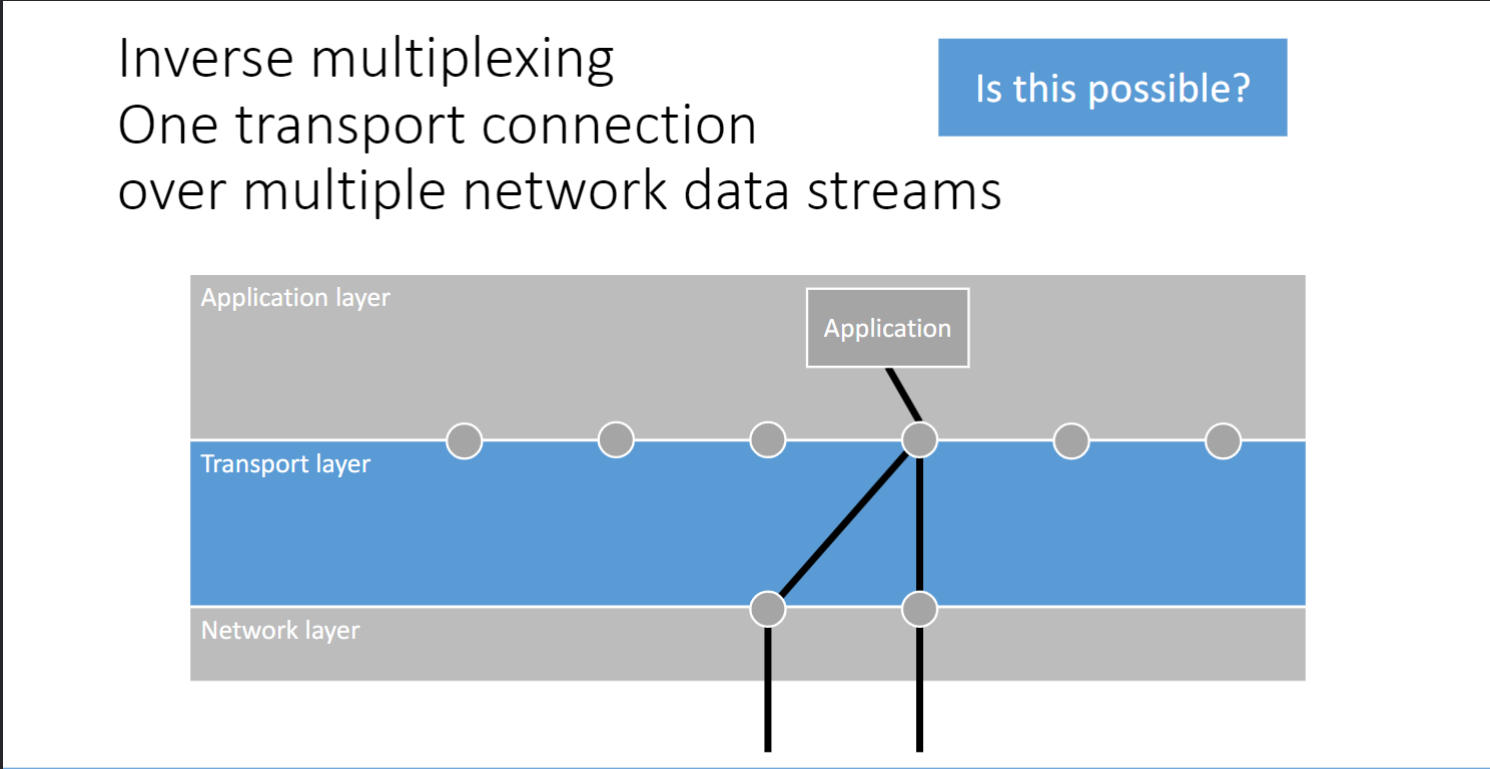 Inverse multiplexing
One transport connection
over multiple network data streams
Is this possible?
Application layer
Application
Transport layer
Network layer